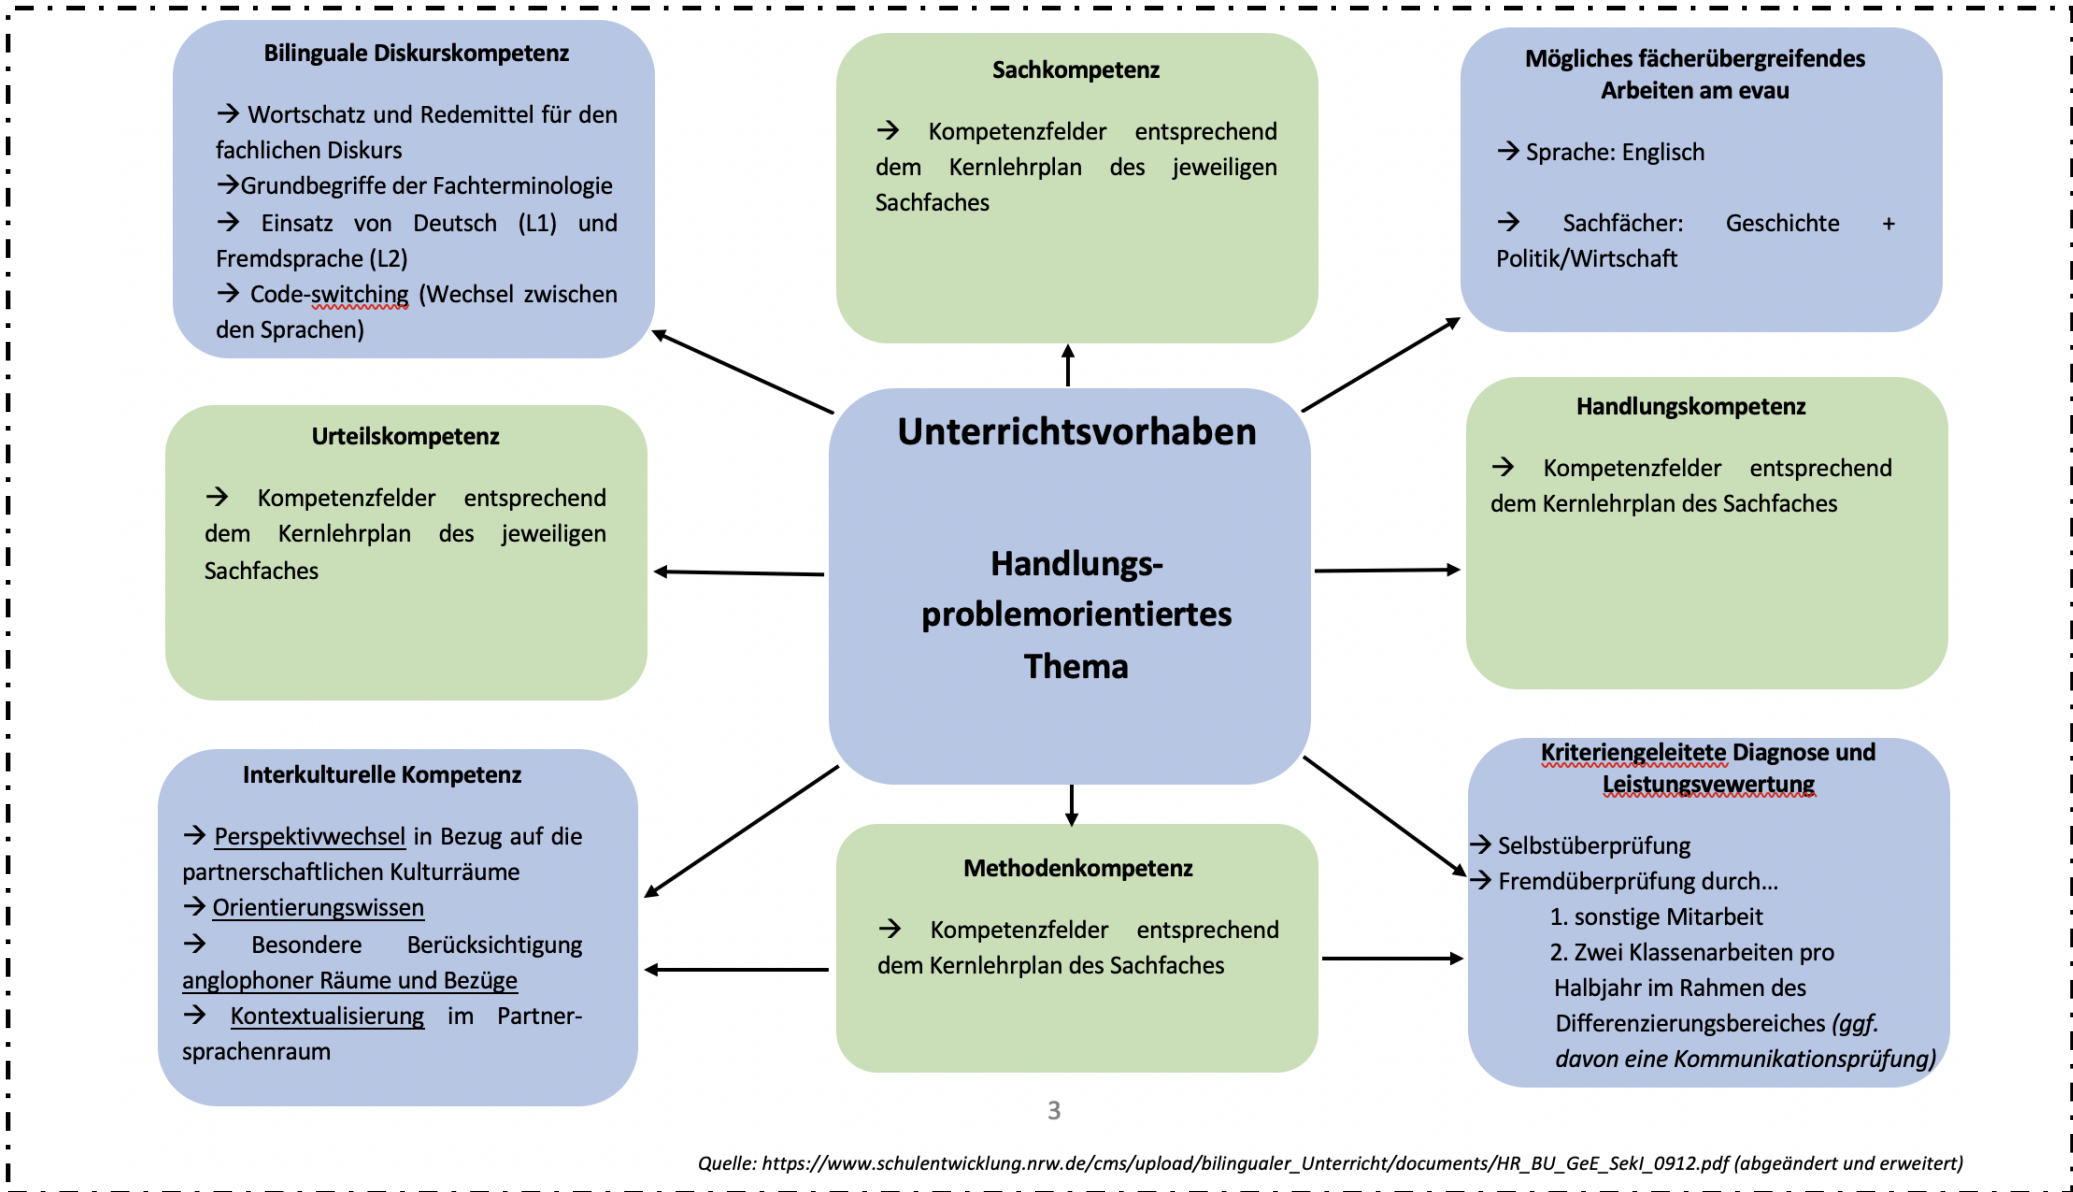 Bilinguale Diskurskompetenz
→ Wortschatz und Redemittel für den
fachlichen Diskurs
→Grundbegriffe der Fachterminologie
→ Einsatz von Deutsch (L1) und
Fremdsprache (L2)
→ Code-switching (Wechsel zwischen
den Sprachen)
Sachkompetenz
→ Kompetenzfelder entsprechend
dem Kernlehrplan des jeweiligen
Sachfaches
Mögliches fächerübergreifendes
Arbeiten am evau
→ Sprache: Englisch
→ Sachfächer: Geschichte +
Politik/Wirtschaft
Urteilskompetenz
→ Kompetenzfelder entsprechend
dem Kernlehrplan des jeweiligen
Sachfaches
Unterrichtsvorhaben
Handlungs-
problemorientiertes
Thema
Handlungskompetenz
→ Kompetenzfelder entsprechend
dem Kernlehrplan des Sachfaches
Interkulturelle Kompetenz
→ Perspektivwechsel in Bezug auf die
partnerschaftlichen Kulturräume
→ Orientierungswissen
→ Besondere Berücksichtigung
anglophoner Räume und Bezüge
→ Kontextualisierung im Partner-
sprachenraum
Methodenkompetenz
→ Kompetenzfelder entsprechend
dem Kernlehrplan des Sachfaches
Kriteriengeleitete Diagnose und
Leistungsvewertung
→ Selbstüberprüfung
→ Fremdüberprüfung durch...
1. sonstige Mitarbeit
2. Zwei Klassenarbeiten pro
Halbjahr im Rahmen des
Differenzierungsbereiches (ggf.
davon eine Kommunikationsprüfung)
3
Quelle: https://www.schulentwicklung.nrw.de/cms/upload/bilingualer_Unterricht/documents/HR_BU_GeE_SekI_0912.pdf (abgeändert und erweitert)